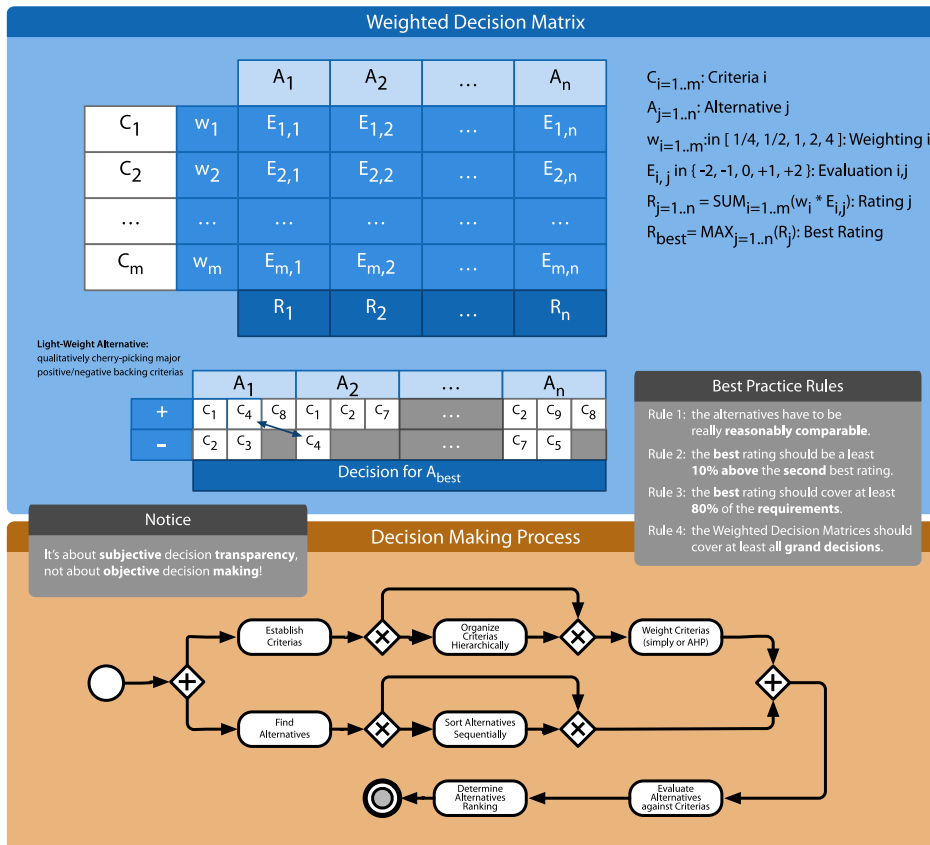 Weighted Decision Matrix
A1 A2 ... An
C1 w1 E1,1 E1,2 ... E1,n
C2 w2 E2,1 E2,2 ... E2,n
... ... ... ... ... ...
Cm wm Em,1 Em,2 ... Em,n
R1 R2 ... Rn
Ci=1..m: Criteria i
Aj=1..n: Alternative j
wi=1..m:in [ 1/4, 1/2, 1, 2, 4 ]: Weighting i
Ei, j in { -2, -1, 0, +1, +2 }: Evaluation i,j
Rj=1..n = SUMi=1..m(wi * Ei,j): Rating j
Rbest= MAXj=1..n(Rj): Best Rating
Light-Weight Alternative:
qualitatively cherry-picking major
positive/negative backing criterias
A1 A2 ... An
+ C1 C4 C8 C1 C2 C7 ... C2 C9 C8
– C2 C3 C4 ... C7 C5
Decision for Abest
Best Practice Rules
Rule 1: the alternatives have to be
really reasonably comparable.
Rule 2: the best rating should be a least
10% above the second best rating.
Rule 3: the best rating should cover at least
80% of the requirements.
Rule 4: the Weighted Decision Matrices should
cover at least all grand decisions.
Notice
It's about subjective decision transparency,
not about objective decision making!
Decision Making Process
Establish
Criterias
Organize
Criterias
Hierarchically
Weight Criterias
(simply or AHP)
Find
Alternatives
Sort Alternatives
Sequentially
Determine
Alternatives
Ranking
Evaluate
Alternatives
against Criterias